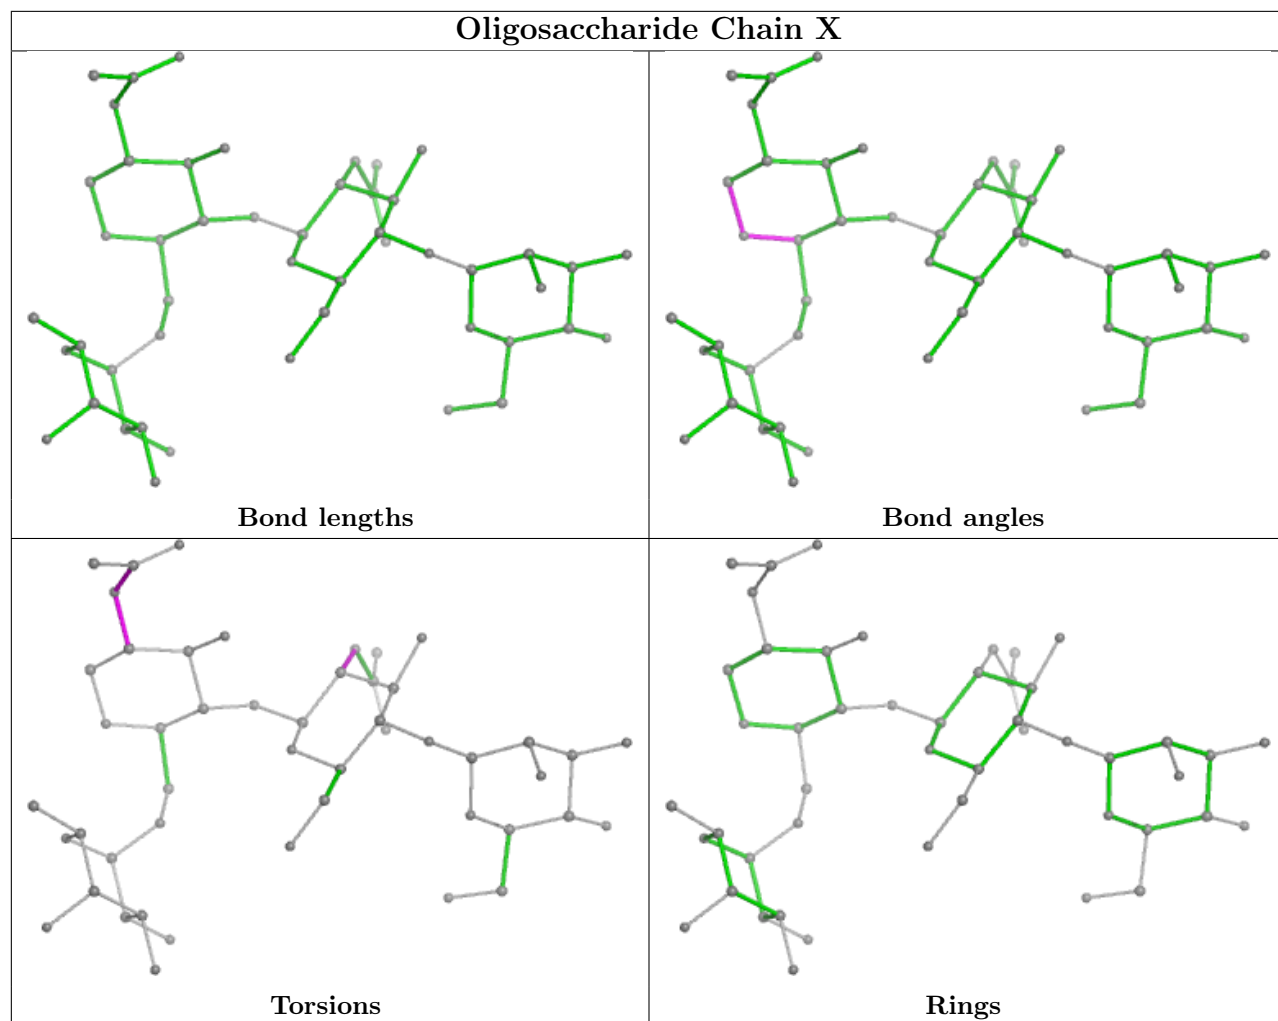 Oligosaccharide Chain X
Bond lengths
Bond angles
Torsions
Rings